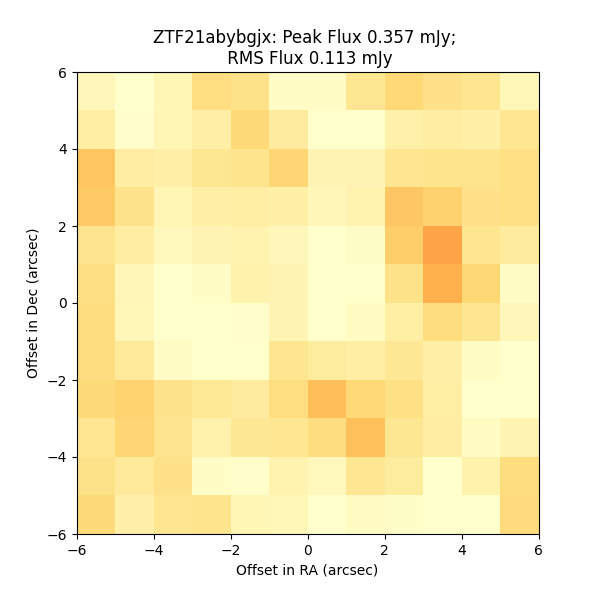 ZTF21abybgjx: Peak Flux 0.357 mJy;
RMS Flux 0.113 mJy
6
4
2
0
−2
−4
−6
Offset in Dec (arcsec)
−6 −4 −2 0 2 4 6
Offset in RA (arcsec)